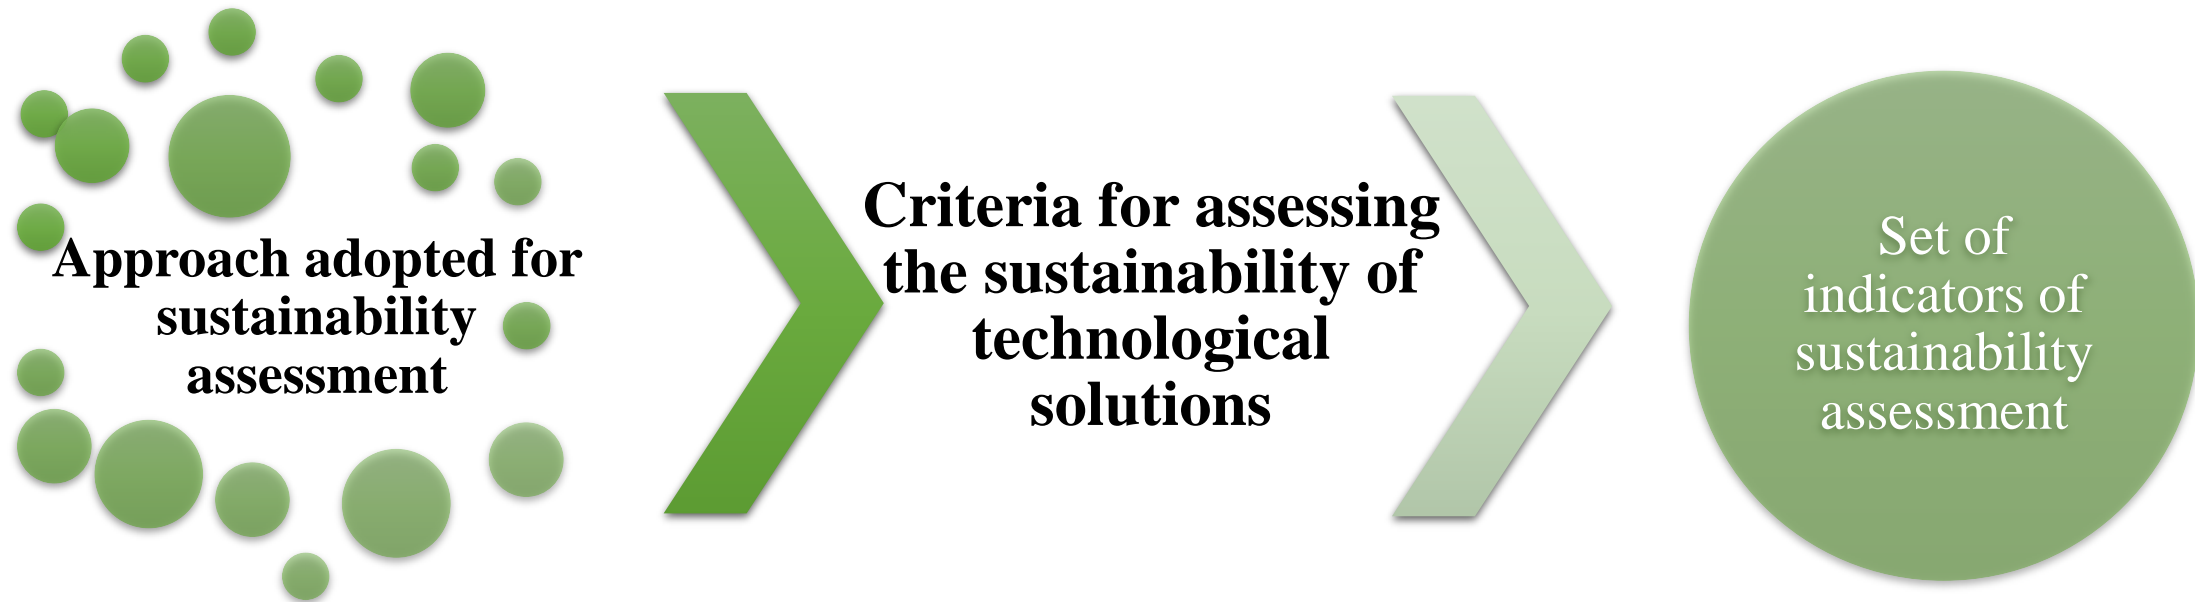 Approach adopted for
sustainability
assessment
Criteria for assessing
the sustainability of
technological
solutions
Set of
indicators of
sustainability
assessment